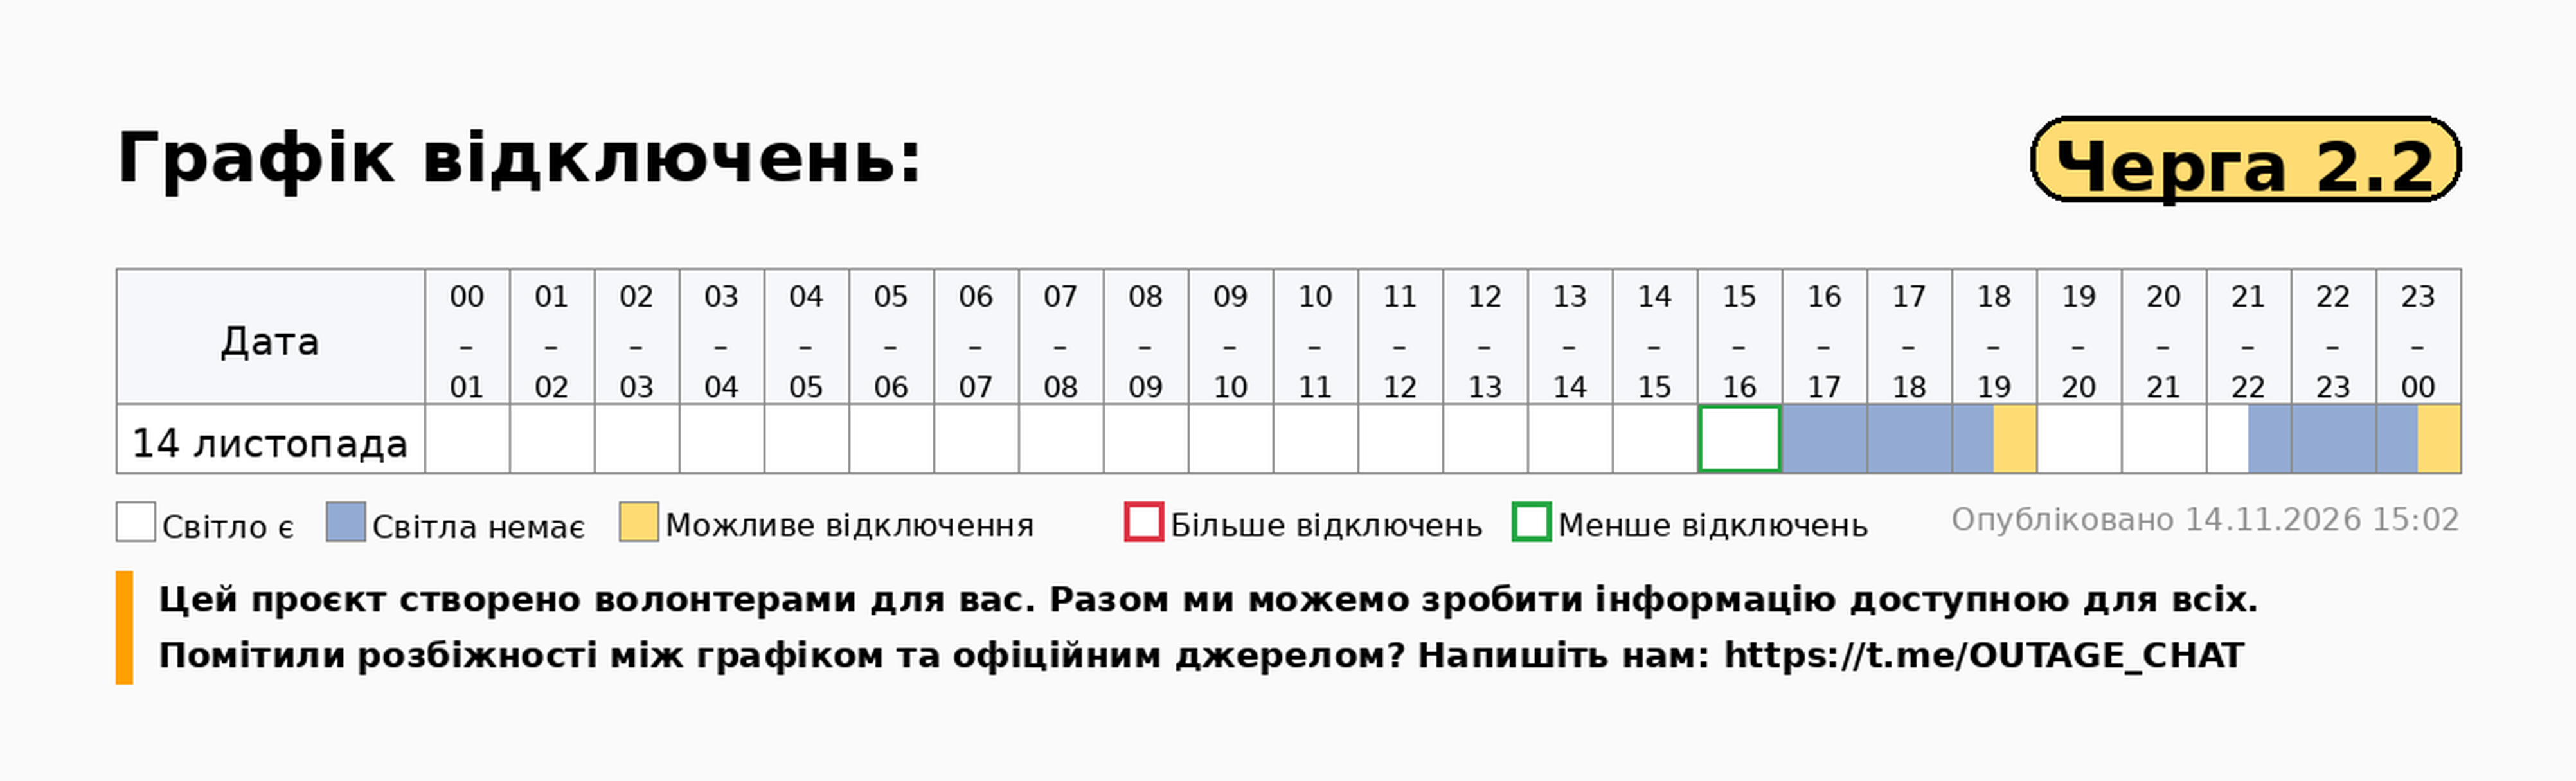 Графік відключень:
Черга 2.2
Дата
00 – 01
01 – 02
02 – 03
03 – 04
04 – 05
05 – 06
06 – 07
07 – 08
08 – 09
09 – 10
10 – 11
11 – 12
12 – 13
13 – 14
14 – 15
15 – 16
16 – 17
17 – 18
18 – 19
19 – 20
20 – 21
21 – 22
22 – 23
23 – 00
14 листопада
Світло є
Світла немає
Можливе відключення
Більше відключень
Менше відключень
Опубліковано 14.11.2026 15:02
Цей проєкт створено волонтерами для вас. Разом ми можемо зробити інформацію доступною для всіх.
Помітили розбіжності між графіком та офіційним джерелом? Напишіть нам: https://t.me/OUTAGE_CHAT